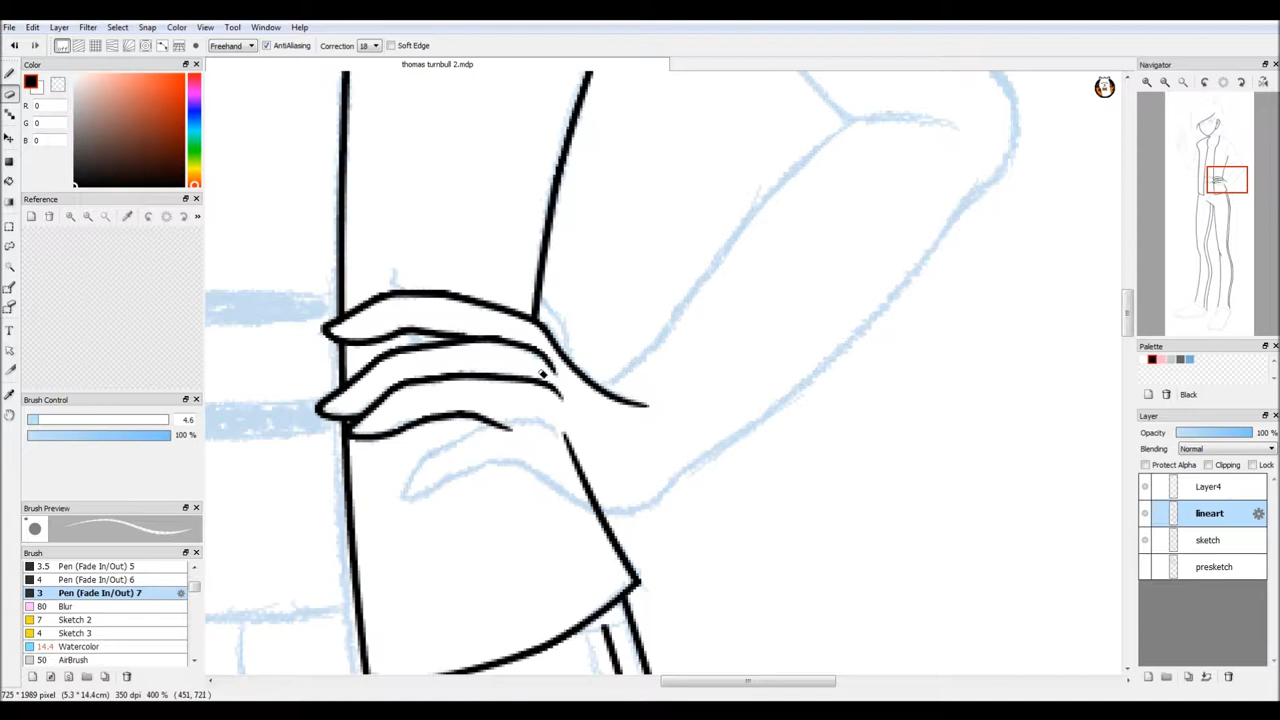 File Edit Layer Filter Select Snap Color View Tool Window Help
Freehand AntiAliasing Correction 18 Soft Edge
thomas turnbull 2.mdp
Color
R 0
G 0
B 0
Reference
Brush Control
4.6
100 %
Brush Preview
Brush
3.5 Pen (Fade In/Out) 5
4 Pen (Fade In/Out) 6
3 Pen (Fade In/Out) 7
80 Blur
7 Sketch 2
4 Sketch 3
14.4 Watercolor
50 AirBrush
725 * 1989 pixel (5.3 * 14.4cm) 350 dpi 400 % (451, 721)
Navigator
Palette
Black
Layer
Opacity 100 %
Blending Normal
Protect Alpha Clipping Lock
Layer4
lineart
sketch
presketch